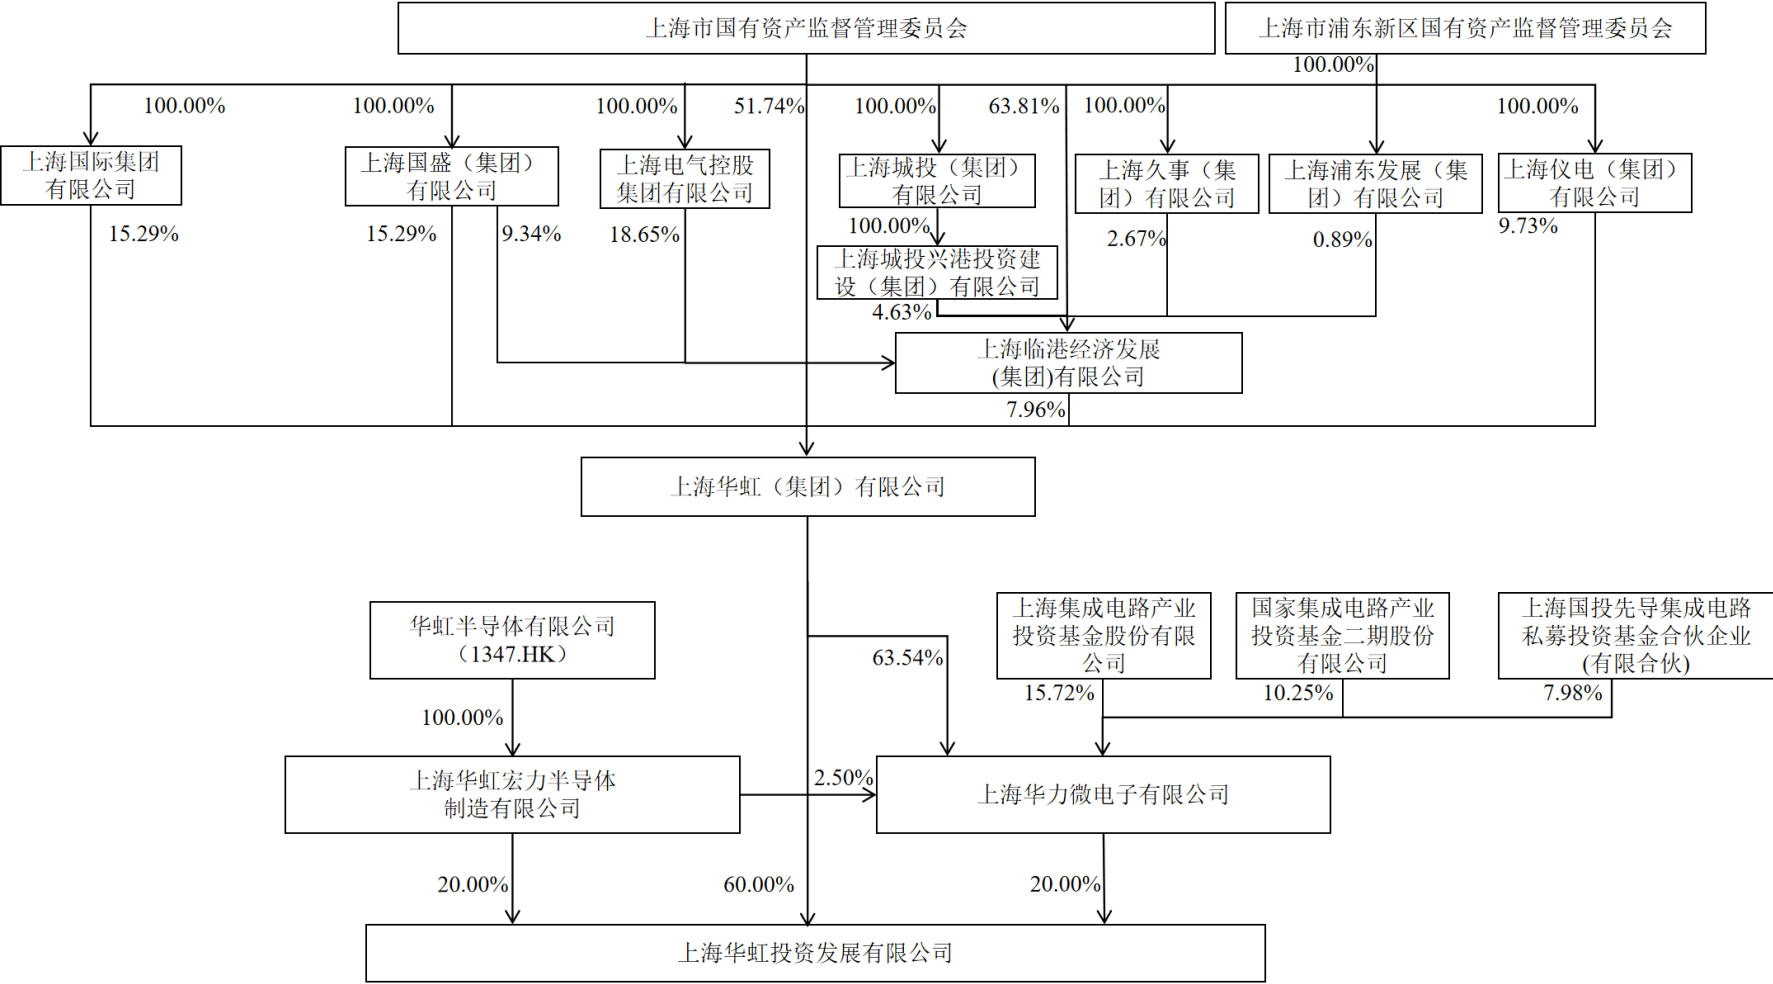 上海市国有资产监督管理委员会
上海市浦东新区国有资产监督管理委员会
100.00%
100.00%
100.00%
100.00%
51.74%
100.00%
63.81%
100.00%
100.00%
上海国际集团
有限公司
上海国盛（集团）
有限公司
上海电气控股
集团有限公司
上海城投（集团）
有限公司
上海久事（集
团）有限公司
上海浦东发展（集
团）有限公司
上海仪电（集团）
有限公司
15.29%
15.29%
9.34%
18.65%
100.00%
2.67%
0.89%
9.73%
上海城投兴港投资建
设（集团）有限公司
4.63%
上海临港经济发展
(集团)有限公司
7.96%
上海华虹（集团）有限公司
华虹半导体有限公司
（1347.HK）
63.54%
上海集成电路产业
投资基金股份有限
公司
国家集成电路产业
投资基金二期股份
有限公司
上海国投先导集成电路
私募投资基金合伙企业
(有限合伙)
100.00%
15.72%
10.25%
7.98%
上海华虹宏力半导体
制造有限公司
2.50%
上海华力微电子有限公司
20.00%
60.00%
20.00%
上海华虹投资发展有限公司